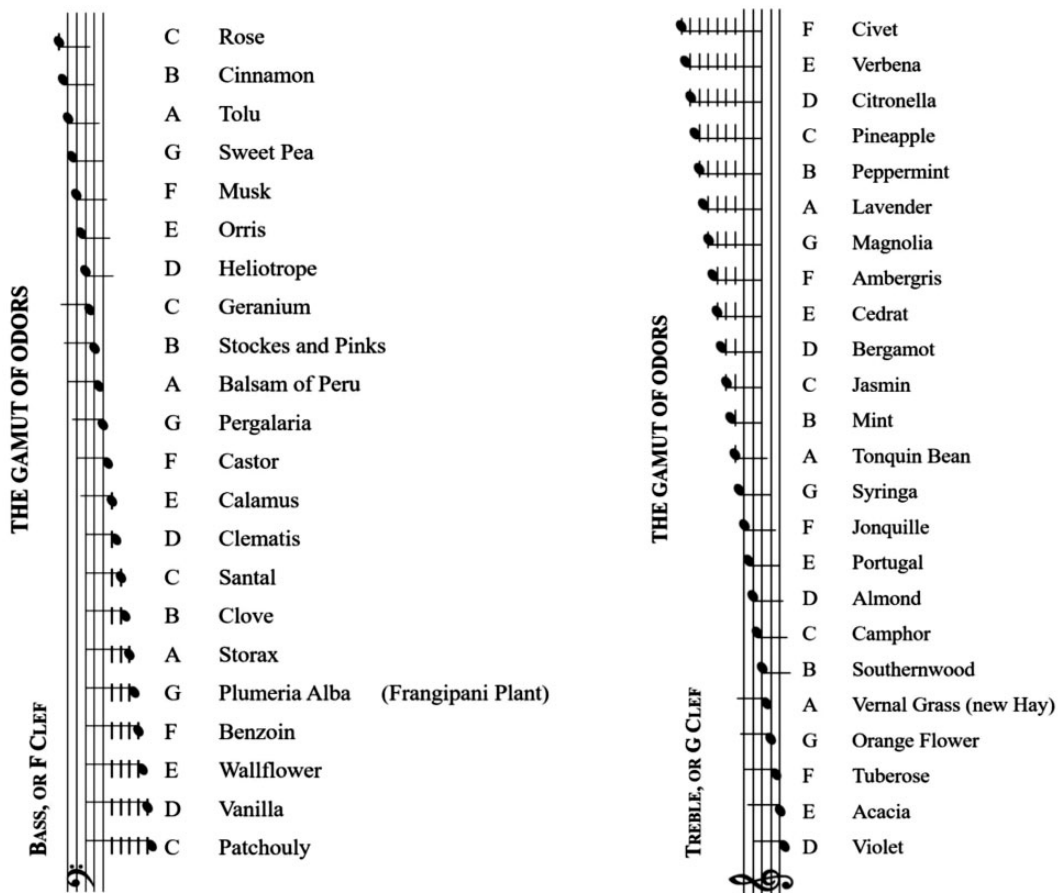 THE GAMUT OF ODORS
BASS, OR F CLEF
C Rose
B Cinnamon
A Tolu
G Sweet Pea
F Musk
E Orris
D Heliotrope
C Geranium
B Stockes and Pinks
A Balsam of Peru
G Pergalaria
F Castor
E Calamus
D Clematis
C Santal
B Clove
A Storax
G Plumeria Alba (Frangipani Plant)
F Benzoin
E Wallflower
D Vanilla
C Patchouly
THE GAMUT OF ODORS
TREBLE, OR G CLEF
F Civet
E Verbena
D Citronella
C Pineapple
B Peppermint
A Lavender
G Magnolia
F Ambergris
E Cedrat
D Bergamot
C Jasmin
B Mint
A Tonquin Bean
G Syringa
F Jonquille
E Portugal
D Almond
C Camphor
B Southernwood
A Vernal Grass (new Hay)
G Orange Flower
F Tuberose
E Acacia
D Violet